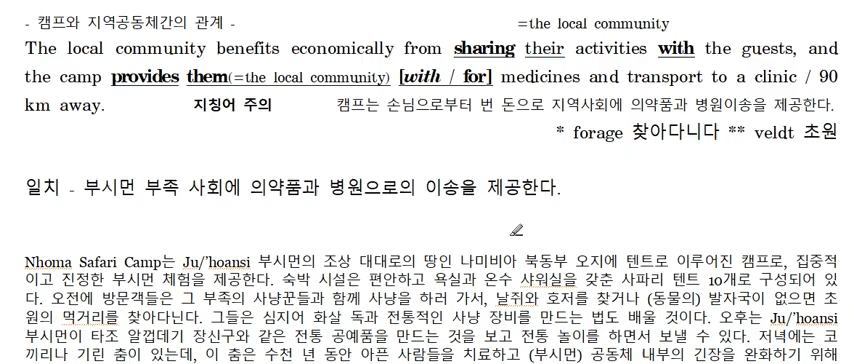 - 캠프와 지역공동체간의 관계 - =the local community
The local community benefits economically from sharing their activities with the guests, and
the camp provides them(=the local community) [with / for] medicines and transport to a clinic / 90
km away. 지칭어 주의 캠프는 손님으로부터 번 돈으로 지역사회에 의약품과 병원이송을 제공한다.
* forage 찾아다니다 ** veldt 초원
일치 - 부시먼 부족 사회에 의약품과 병원으로의 이송을 제공한다.
Nhoma Safari Camp는 Ju/'hoansi 부시먼의 조상 대대로의 땅인 나미비아 북동부 오지에 텐트로 이루어진 캠프로, 집중적
이고 진정한 부시먼 체험을 제공한다. 숙박 시설은 편안하고 욕실과 온수 샤워실을 갖춘 사파리 텐트 10개로 구성되어 있
다. 오전에 방문객들은 그 부족의 사냥꾼들과 함께 사냥을 하러 가서, 날쥐와 호저를 찾거나 (동물의) 발자국이 없으면 초
원의 먹거리를 찾아다닌다. 그들은 심지어 화살 독과 전통적인 사냥 장비를 만드는 법도 배울 것이다. 오후는 Ju/'hoansi
부시먼이 타조 알껍데기 장신구와 같은 전통 공예품을 만드는 것을 보고 전통 놀이를 하면서 보낼 수 있다. 저녁에는 코
끼리나 기린 춤이 있는데, 이 춤은 수천 년 동안 아픈 사람들을 치료하고 (부시먼) 공동체 내부의 긴장을 완화하기 위해